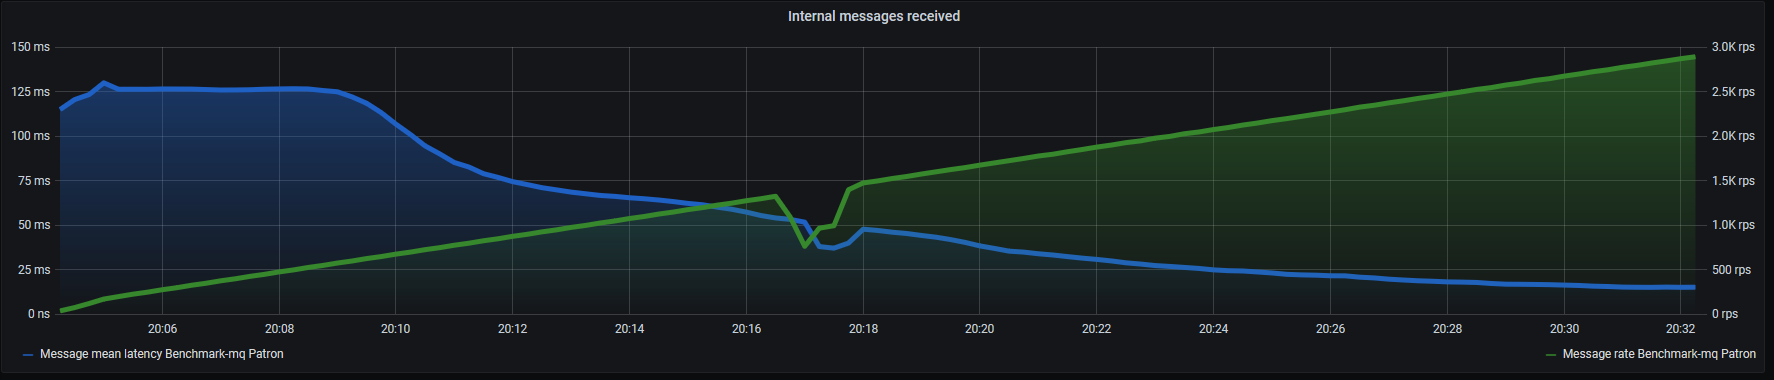 Internal messages received
150 ms 3.0K rps
125 ms 2.5K rps
100 ms 2.0K rps
75 ms 1.5K rps
50 ms 1.0K rps
25 ms 500 rps
0 ns 0 rps
20:06 20:08 20:10 20:12 20:14 20:16 20:18 20:20 20:22 20:24 20:26 20:28 20:30 20:32
Message mean latency Benchmark-mq Patron Message rate Benchmark-mq Patron